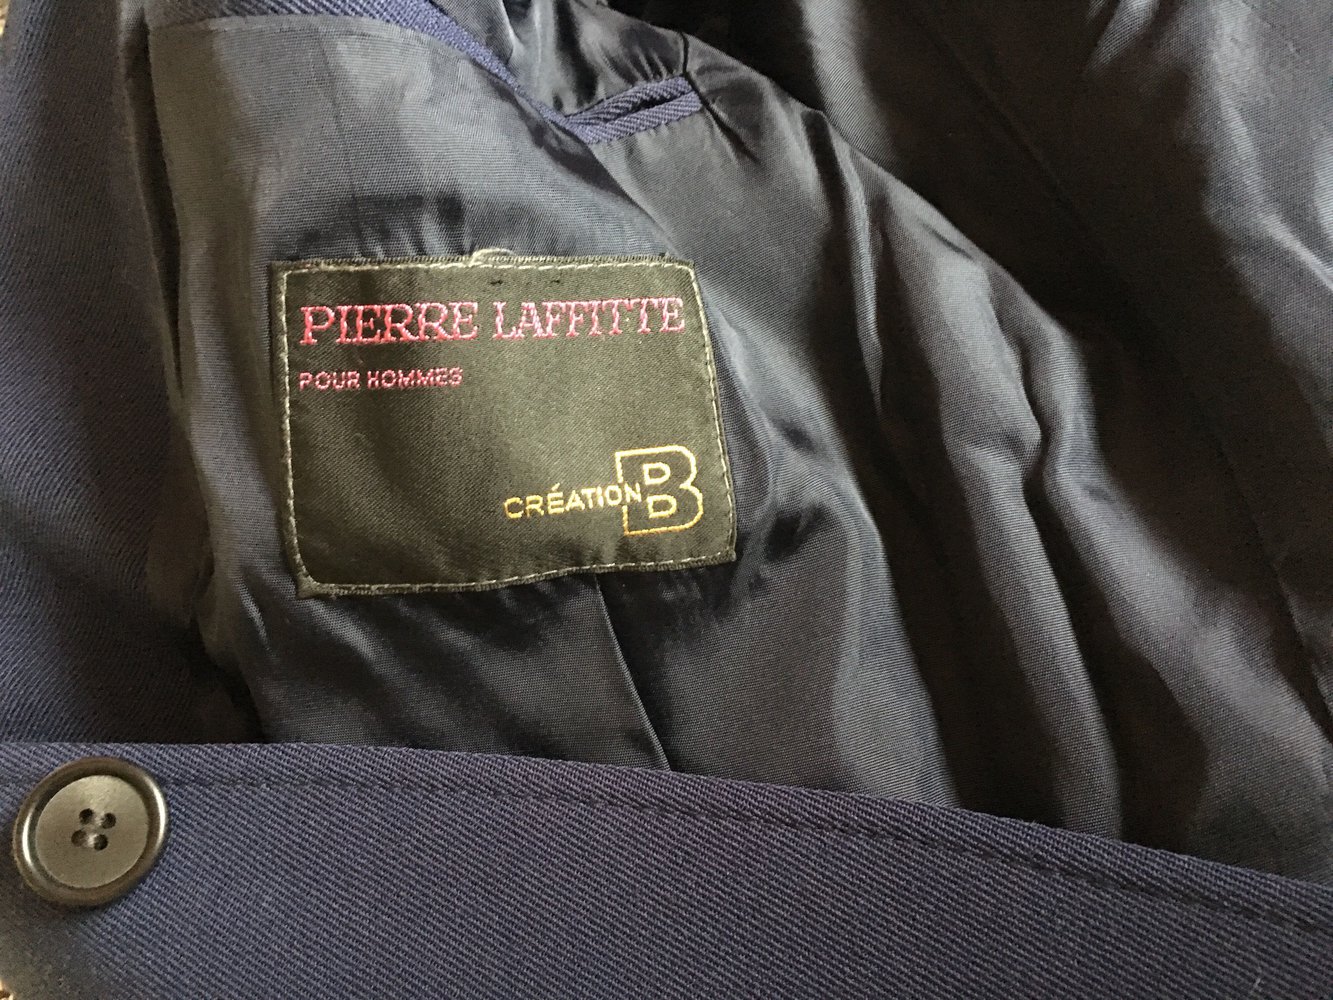 PIERRE LAFFITTE
POUR HOMMES
CRÉATION B